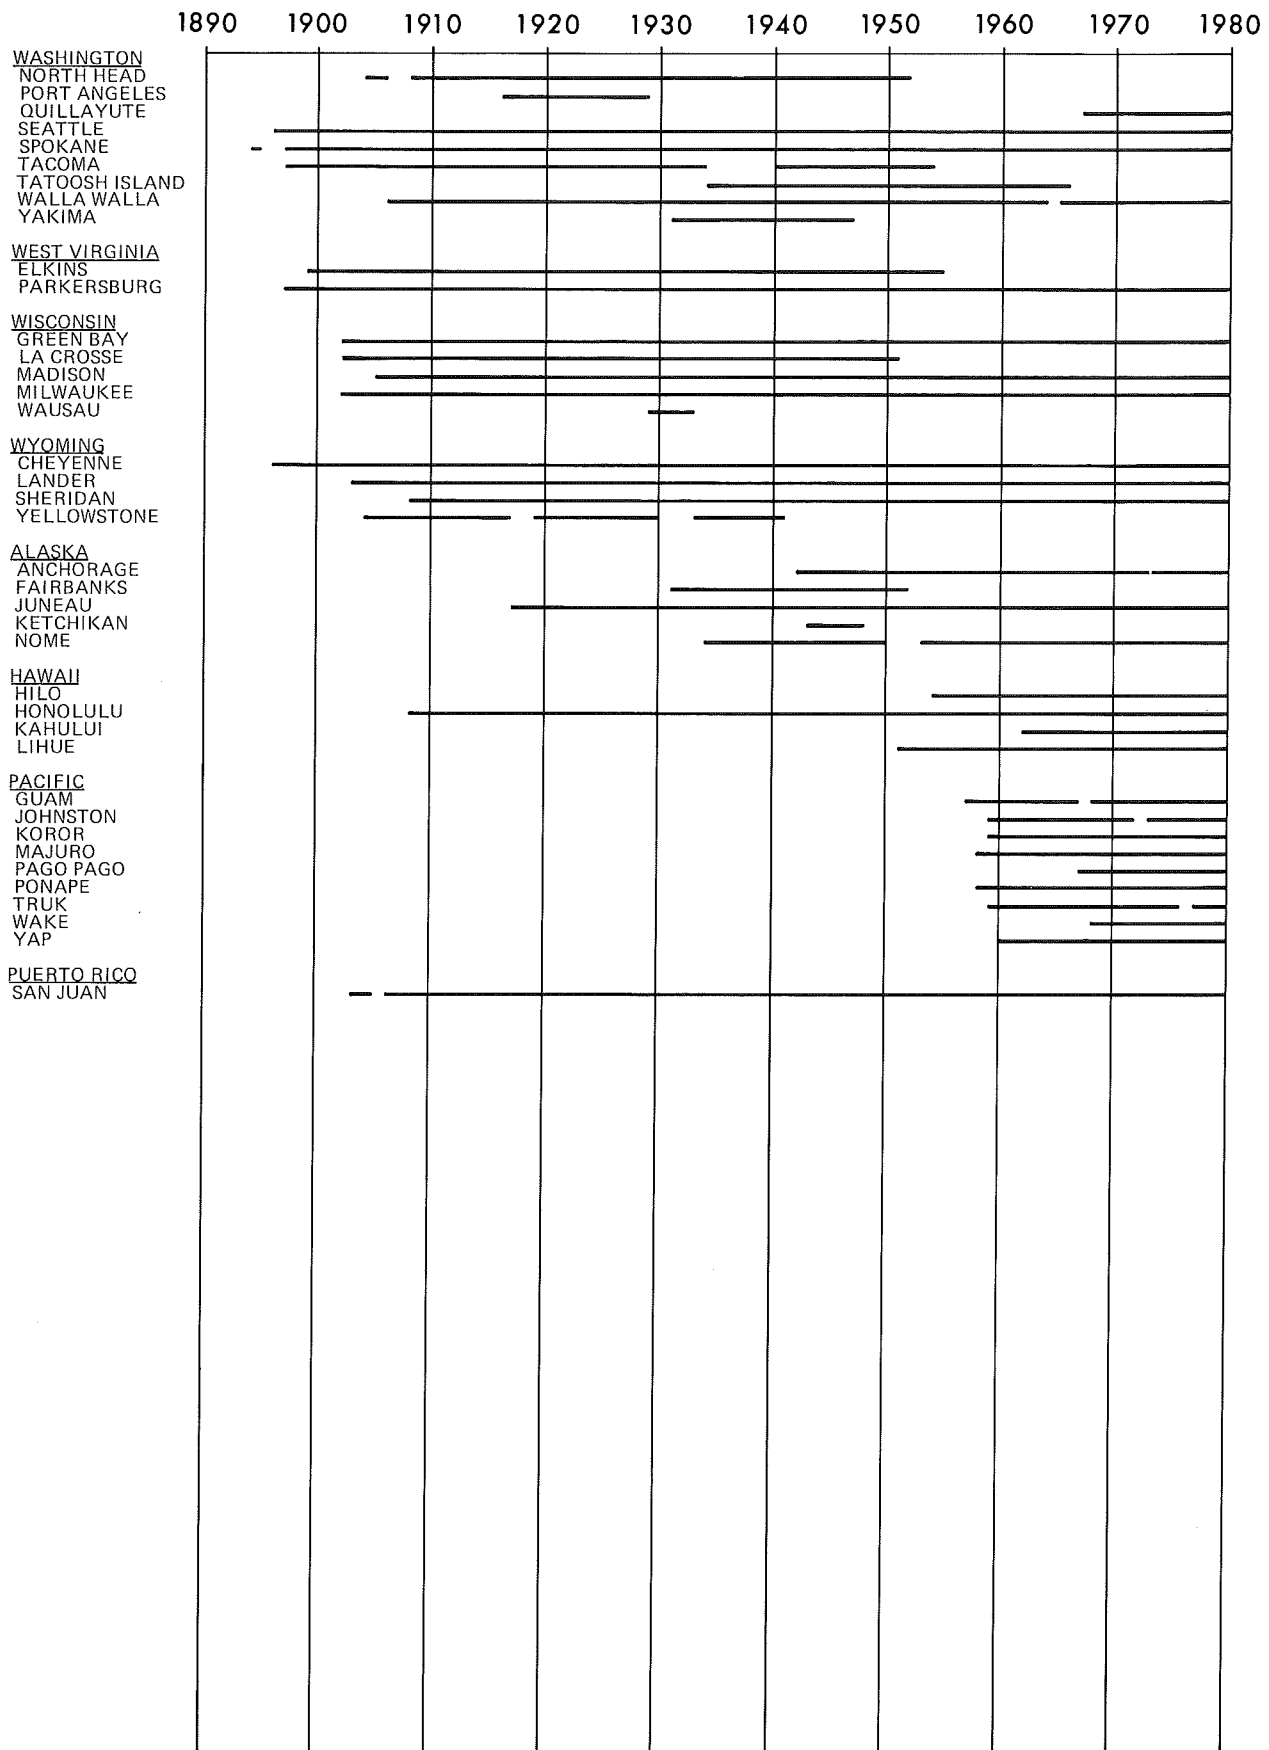 1890 1900 1910 1920 1930 1940 1950 1960 1970 1980
WASHINGTON
NORTH HEAD
PORT ANGELES
QUILLAYUTE
SEATTLE
SPOKANE
TACOMA
TATOOSH ISLAND
WALLA WALLA
YAKIMA
WEST VIRGINIA
ELKINS
PARKERSBURG
WISCONSIN
GREEN BAY
LA CROSSE
MADISON
MILWAUKEE
WAUSAU
WYOMING
CHEYENNE
LANDER
SHERIDAN
YELLOWSTONE
ALASKA
ANCHORAGE
FAIRBANKS
JUNEAU
KETCHIKAN
NOME
HAWAII
HILO
HONOLULU
KAHULUI
LIHUE
PACIFIC
GUAM
JOHNSTON
KOROR
MAJURO
PAGO PAGO
PONAPE
TRUK
WAKE
YAP
PUERTO RICO
SAN JUAN